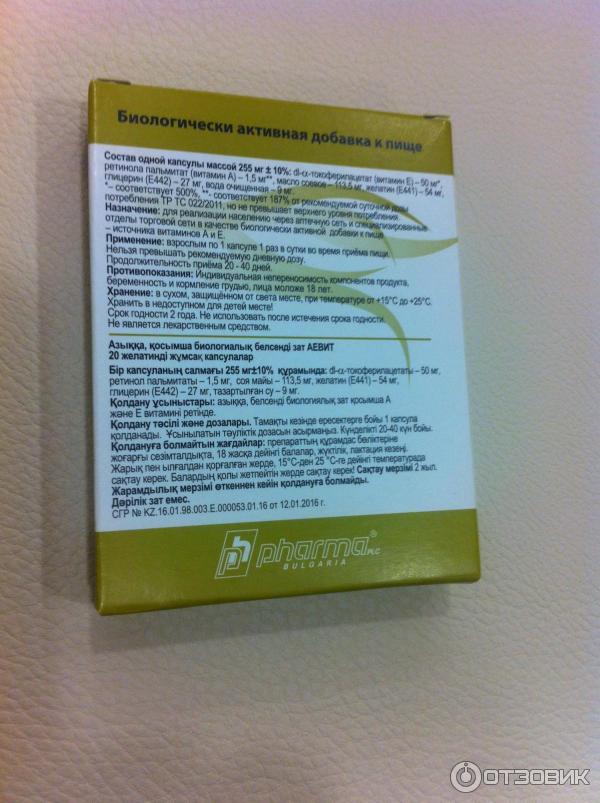 Биологически активная добавка к пище
Состав одной капсулы массой 255 мг ± 10%: dl-α-токоферилацетат (витамин Е) – 50 мг*,
ретинола пальмитат (витамин А) – 1,5 мг**, масло соевое – 113,5 мг, желатин (Е441) – 54 мг,
глицерин (Е442) – 27 мг, вода очищенная – 9 мг.
*– соответствует 500%, **- соответствует 187% от рекомендуемой суточной дозы
потребления ТР ТС 022/2011, но не превышает верхнего уровня потребления
Назначение: для реализации населению через аптечную сеть и специализированные
отделы торговой сети в качестве биологически активной добавки к пище
– источника витаминов А и Е.
Применение: взрослым по 1 капсуле 1 раз в сутки во время приёма пищи.
Нельзя превышать рекомендуемую дневную дозу.
Продолжительность приёма 20 - 40 дней.
Противопоказания: Индивидуальная непереносимость компонентов продукта,
беременность и кормление грудью, лица моложе 18 лет.
Хранение: в сухом, защищённом от света месте, при температуре от +15°С до +25°С.
Хранить в недоступном для детей месте!
Срок годности 2 года. Не использовать после истечения срока годности.
Не является лекарственным средством.
Азыққа, қосымша биологиалық белсенді зат АЕВИТ
20 желатинді жұмсақ капсулалар
Бір капсуланың салмағы 255 мг±10% құрамында: dl-α-токоферилацетаты – 50 мг,
ретинол пальмитаты – 1,5 мг, соя майы – 113,5 мг, желатин (Е441) – 54 мг,
глицерин (Е442) – 27 мг, тазартылған су – 9 мг.
Қолдану ұсыныстары: азыққа, белсенді биологиялық зат қосымша А
және Е витамині ретінде.
Қолдану тәсілі және дозалары. Тамақты кезінде ересектерге бойы 1 капсула
қолданады. Ұсынылатын тәуліктік дозасын асырмаңыз. Күнделікті 20-40 күн бойы.
Қолдануға болмайтын жағдайлар: препараттың құрамдас беліктеріне
жоғарғы сезімталдықта, 18 жасқа дейінгі балалар, жүктілік, лактация кезеңі.
Жарық пен ылғалдан қорғалған жерде, 15°С-ден 25 °С-ге дейінгі температурада
сақтау керек. Балардың қолы жетпейтін жерде сақтау керек! Сақтау мерзімі 2 жыл.
Жарамдылық мерзімі өткеннен кейін қолдануға болмайды.
Дәрілік зат емес.
СГР № KZ.16.01.98.003.Е.000053.01.16 от 12.01.2016 г.
pharma® PLC
BULGARIA
ОТЗОВИК